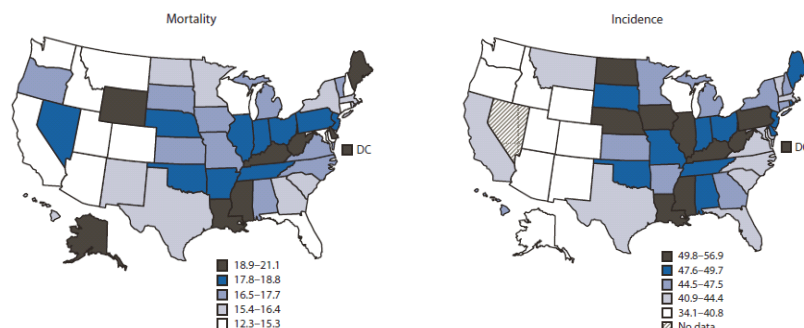 Mortality
Incidence
DC
DC
18.9–21.1
17.8–18.8
16.5–17.7
15.4–16.4
12.3–15.3
49.8–56.9
47.6–49.7
44.5–47.5
40.9–44.4
34.1–40.8
No data